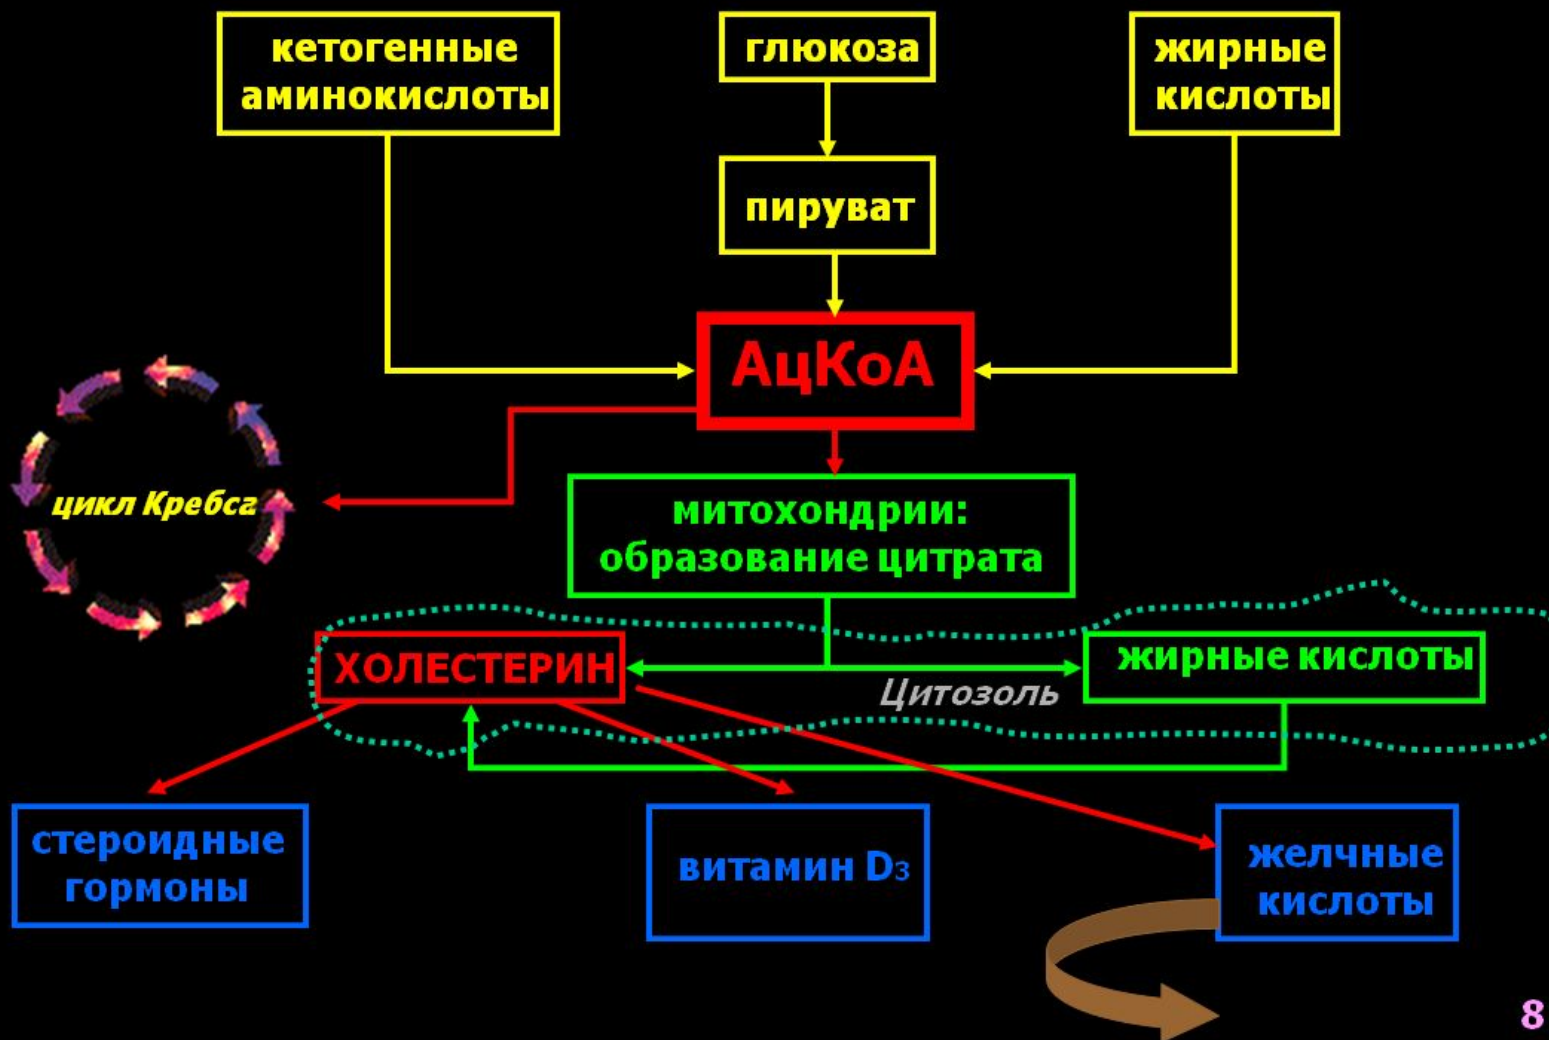 кетогенные
аминокислоты
глюкоза
жирные
кислоты
пируват
АцКоА
цикл Кребса
митохондрии:
образование цитрата
ХОЛЕСТЕРИН
жирные кислоты
Цитозоль
стероидные
гормоны
витамин D₃
желчные
кислоты
8